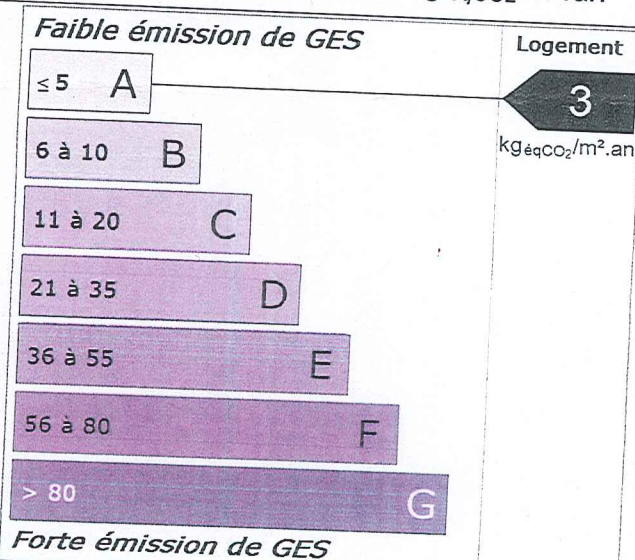 Faible émission de GES
Logement
≤ 5 A
3
kgéqCO₂/m².an
6 à 10 B
11 à 20 C
21 à 35 D
36 à 55 E
56 à 80 F
> 80 G
Forte émission de GES